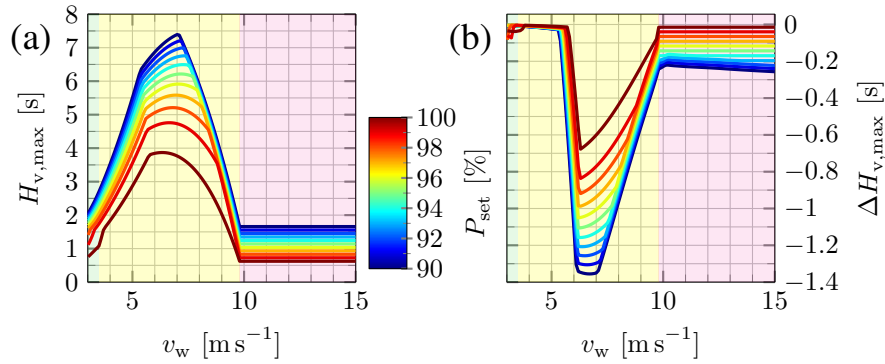 (a)
8
7
6
5
4
3
2
1
0
H_v,max [s]
5 10 15
v_w [m s⁻¹]
100
98
96
94
92
90
P_set [%]
(b)
0
−0.2
−0.4
−0.6
−0.8
−1
−1.2
−1.4
ΔH_v,max [s]
5 10 15
v_w [m s⁻¹]